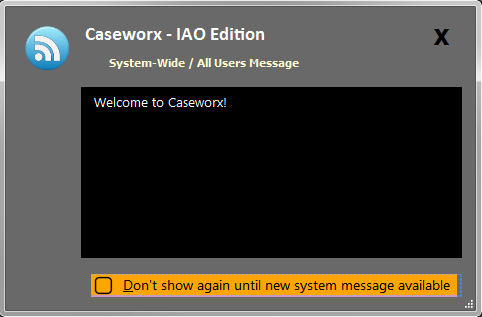 Caseworx - IAO Edition
X
System-Wide / All Users Message
Welcome to Caseworx!
Don't show again until new system message available